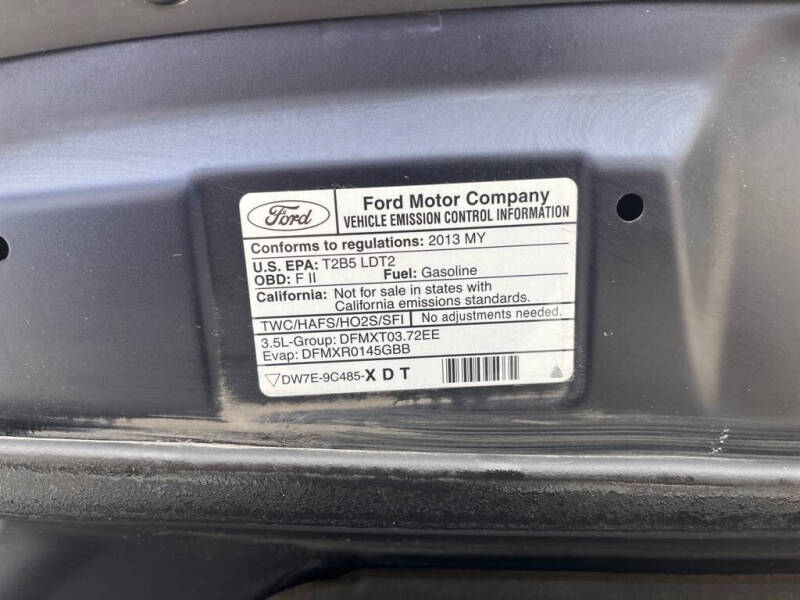 Ford
Ford Motor Company
VEHICLE EMISSION CONTROL INFORMATION
Conforms to regulations: 2013 MY
U.S. EPA: T2B5 LDT2
OBD: F II Fuel: Gasoline
California: Not for sale in states with
California emissions standards.
TWC/HAFS/HO2S/SFI No adjustments needed.
3.5L-Group: DFMXT03.72EE
Evap: DFMXR0145GBB
DW7E-9C485-X D T